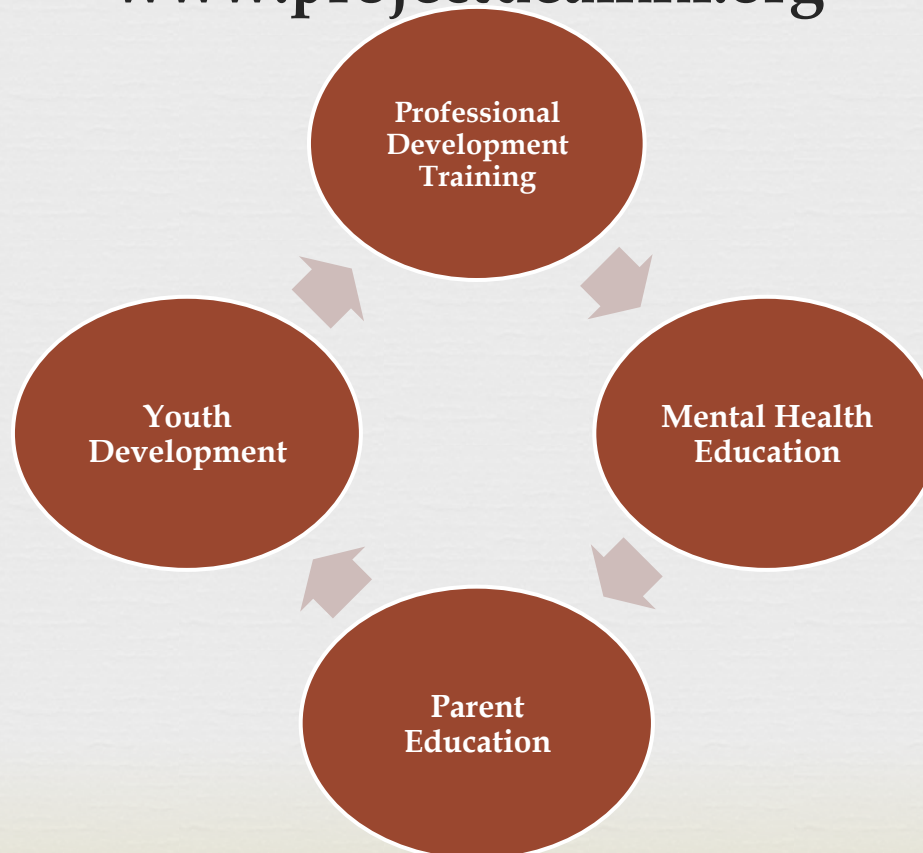 Professional
Development
Training
Youth
Development
Mental Health
Education
Parent
Education